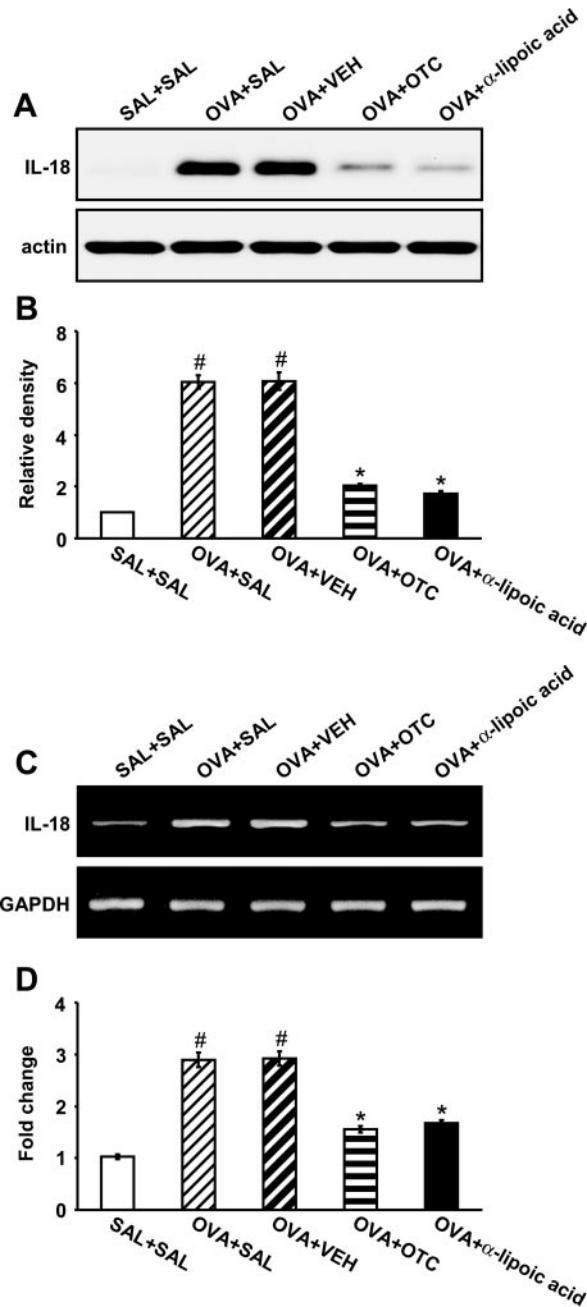 A
SAL+SAL OVA+SAL OVA+VEH OVA+OTC OVA+α-lipoic acid
IL-18
actin
B
8
6
4
2
0
Relative density
# # * *
SAL+SAL OVA+SAL OVA+VEH OVA+OTC OVA+α-lipoic acid
C
SAL+SAL OVA+SAL OVA+VEH OVA+OTC OVA+α-lipoic acid
IL-18
GAPDH
D
4
3
2
1
0
Fold change
# # * *
SAL+SAL OVA+SAL OVA+VEH OVA+OTC OVA+α-lipoic acid